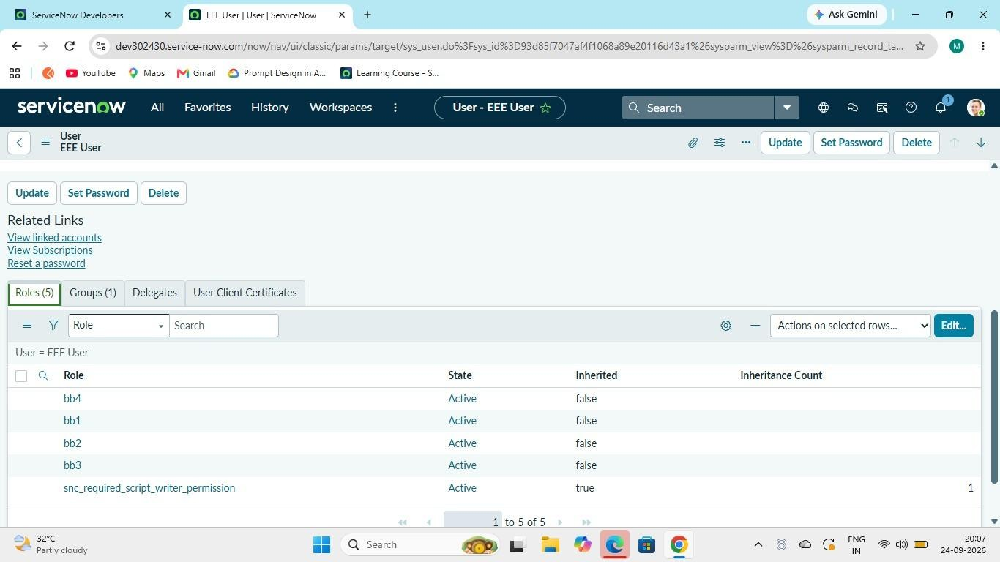 ServiceNow Developers
EEE User | User | ServiceNow
Ask Gemini
dev302430.service-now.com/now/nav/ui/classic/params/target/sys_user.do%3Fsys_id%3D93d85f7047af4f1068a89e20116d43a1%26sysparm_view%3D%26sysparm_record_ta...
M
YouTube
Maps
Gmail
Prompt Design in A...
Learning Course - S...
servicenow
All
Favorites
History
Workspaces
User - EEE User
Search
1
User
EEE User
Update
Set Password
Delete
Update
Set Password
Delete
Related Links
View linked accounts
View Subscriptions
Reset a password
Roles (5)
Groups (1)
Delegates
User Client Certificates
Role
Search
Actions on selected rows...
Edit...
User = EEE User
Role State Inherited Inheritance Count
bb4 Active false
bb1 Active false
bb2 Active false
bb3 Active false
snc_required_script_writer_permission Active true 1
1 to 5 of 5
32°C
Partly cloudy
Search
ENG
IN
20:07
24-09-2026